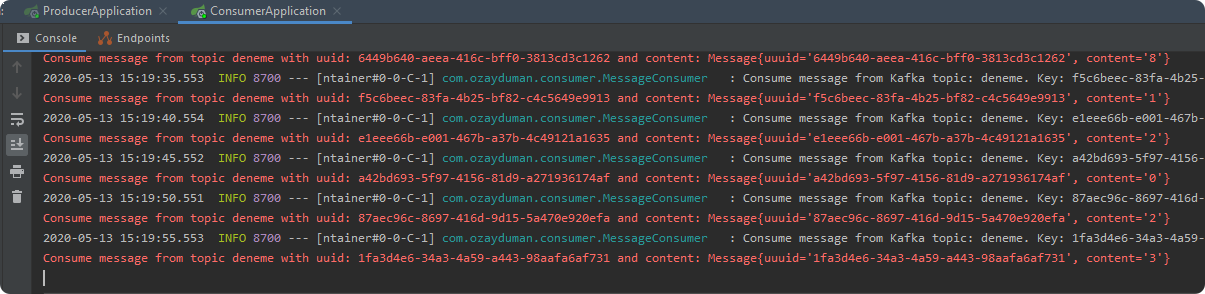 ProducerApplication × ConsumerApplication ×
Console Endpoints
Consume message from topic deneme with uuid: 6449b640-aeea-416c-bff0-3813cd3c1262 and content: Message{uuuid='6449b640-aeea-416c-bff0-3813cd3c1262', content='8'}
2020-05-13 15:19:35.553 INFO 8700 --- [ntainer#0-0-C-1] com.ozayduman.consumer.MessageConsumer : Consume message from Kafka topic: deneme. Key: f5c6beec-83fa-4b25-
Consume message from topic deneme with uuid: f5c6beec-83fa-4b25-bf82-c4c5649e9913 and content: Message{uuuid='f5c6beec-83fa-4b25-bf82-c4c5649e9913', content='1'}
2020-05-13 15:19:40.554 INFO 8700 --- [ntainer#0-0-C-1] com.ozayduman.consumer.MessageConsumer : Consume message from Kafka topic: deneme. Key: e1eee66b-e001-467b-
Consume message from topic deneme with uuid: e1eee66b-e001-467b-a37b-4c49121a1635 and content: Message{uuuid='e1eee66b-e001-467b-a37b-4c49121a1635', content='2'}
2020-05-13 15:19:45.552 INFO 8700 --- [ntainer#0-0-C-1] com.ozayduman.consumer.MessageConsumer : Consume message from Kafka topic: deneme. Key: a42bd693-5f97-4156-
Consume message from topic deneme with uuid: a42bd693-5f97-4156-81d9-a271936174af and content: Message{uuuid='a42bd693-5f97-4156-81d9-a271936174af', content='0'}
2020-05-13 15:19:50.551 INFO 8700 --- [ntainer#0-0-C-1] com.ozayduman.consumer.MessageConsumer : Consume message from Kafka topic: deneme. Key: 87aec96c-8697-416d-
Consume message from topic deneme with uuid: 87aec96c-8697-416d-9d15-5a470e920efa and content: Message{uuuid='87aec96c-8697-416d-9d15-5a470e920efa', content='2'}
2020-05-13 15:19:55.553 INFO 8700 --- [ntainer#0-0-C-1] com.ozayduman.consumer.MessageConsumer : Consume message from Kafka topic: deneme. Key: 1fa3d4e6-34a3-4a59-
Consume message from topic deneme with uuid: 1fa3d4e6-34a3-4a59-a443-98aafa6af731 and content: Message{uuuid='1fa3d4e6-34a3-4a59-a443-98aafa6af731', content='3'}